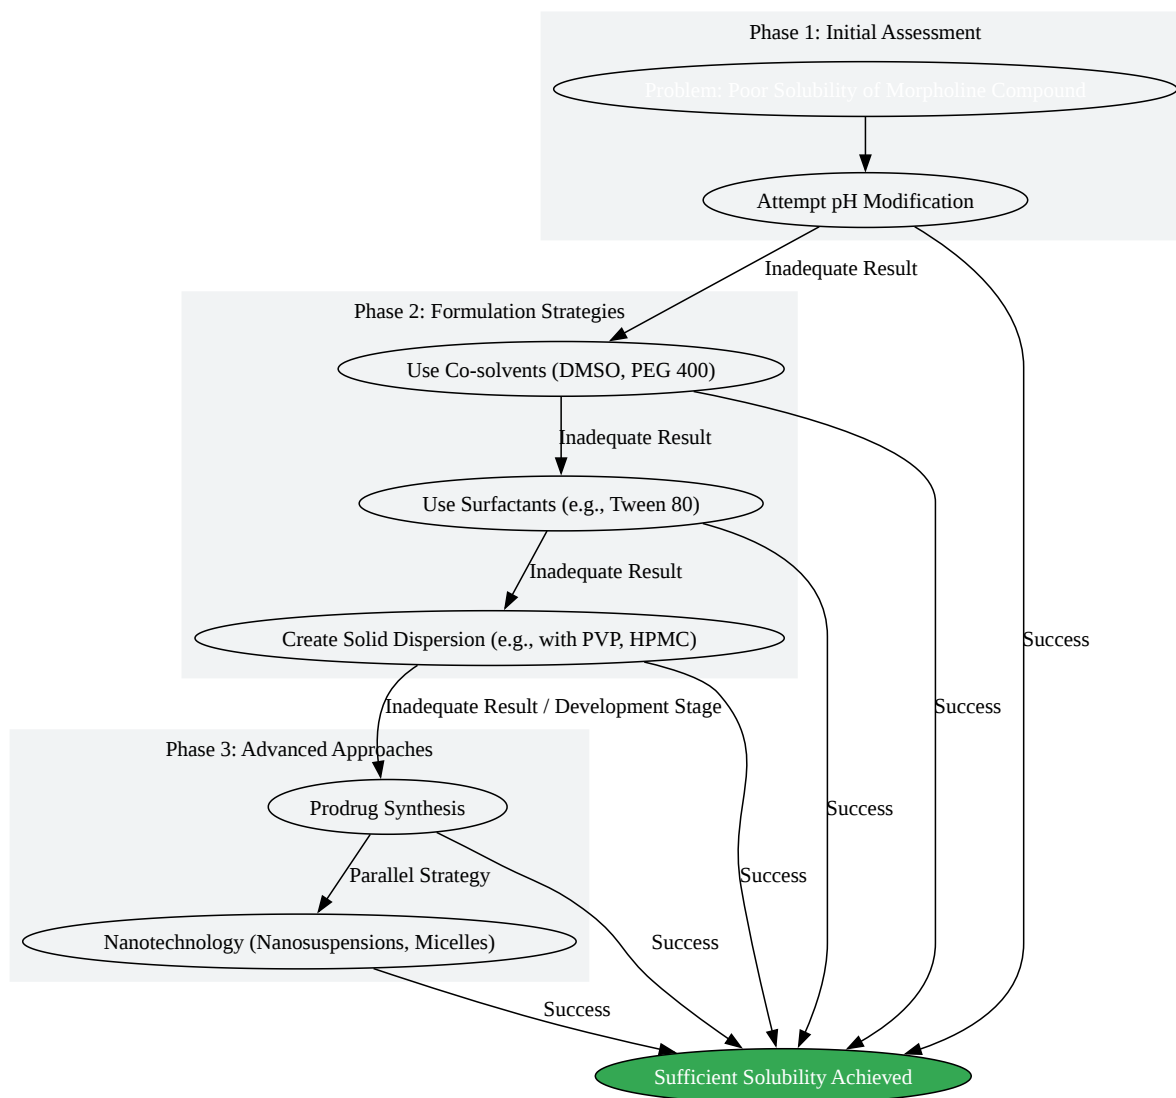 Phase 1: Initial Assessment
Problem: Poor Solubility of Morpholine Compound
Attempt pH Modification
Inadequate Result
Phase 2: Formulation Strategies
Use Co-solvents (DMSO, PEG 400)
Inadequate Result
Use Surfactants (e.g., Tween 80)
Inadequate Result
Create Solid Dispersion (e.g., with PVP, HPMC)
Success
Inadequate Result / Development Stage
Success
Phase 3: Advanced Approaches
Prodrug Synthesis
Success
Parallel Strategy
Success
Nanotechnology (Nanosuspensions, Micelles)
Success
Success
Sufficient Solubility Achieved